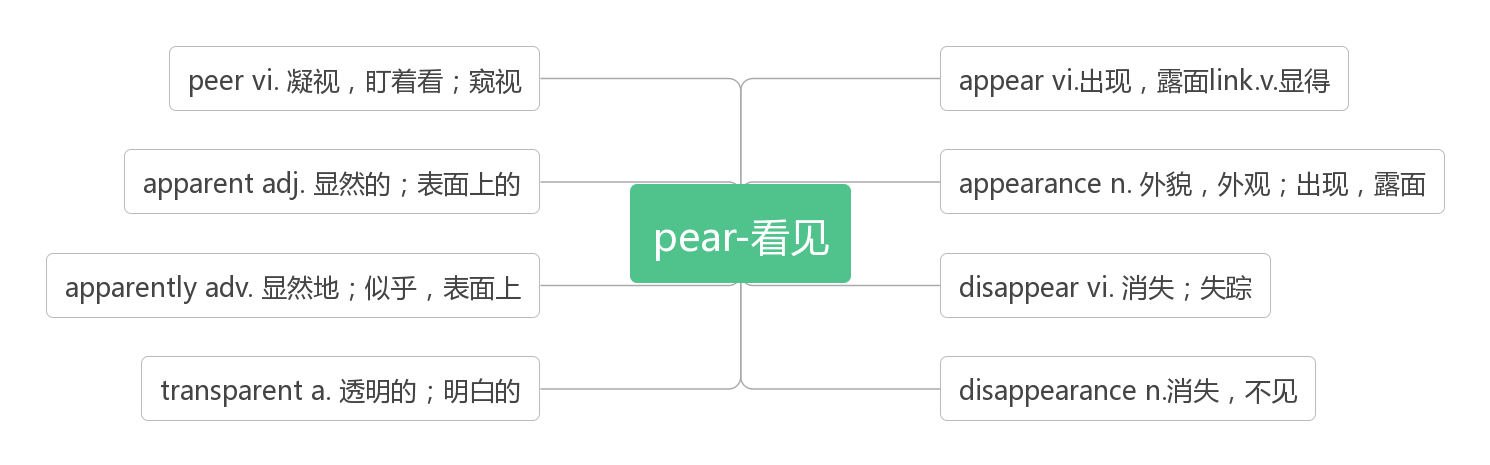 peer vi. 凝视，盯着看；窥视
apparent adj. 显然的；表面上的
apparently adv. 显然地；似乎，表面上
transparent a. 透明的；明白的
pear-看见
appear vi.出现，露面link.v.显得
appearance n. 外貌，外观；出现，露面
disappear vi. 消失；失踪
disappearance n.消失，不见